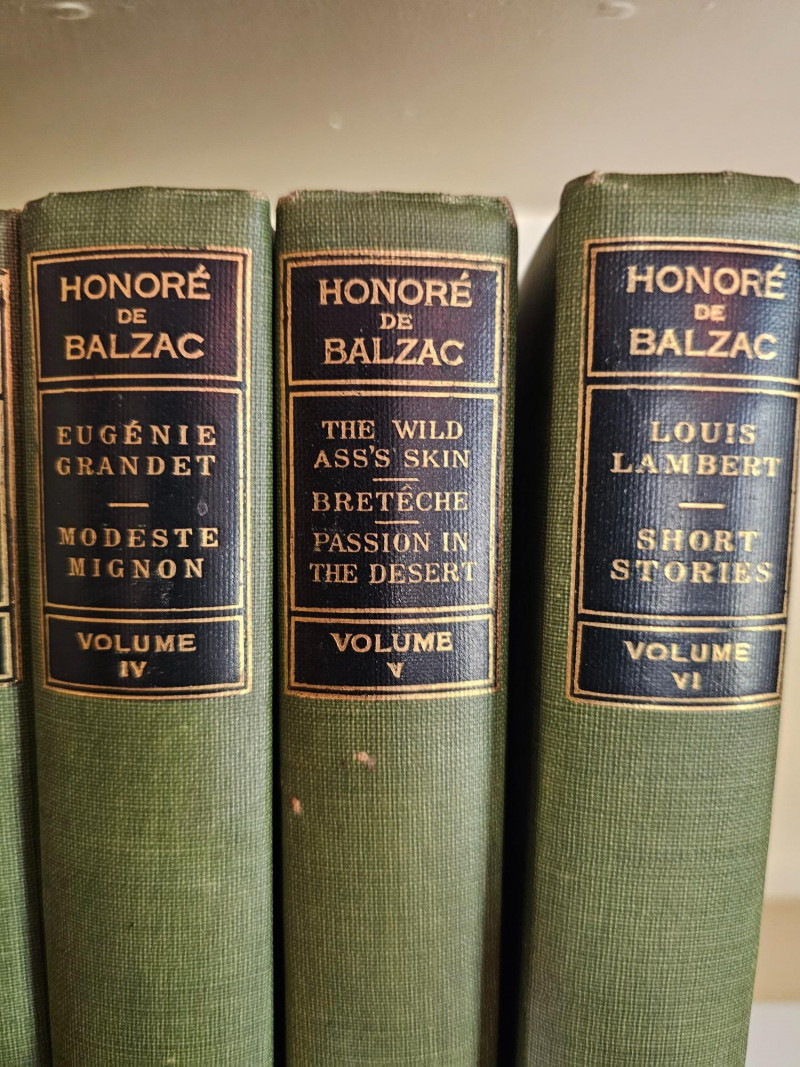 HONORÉ
DE
BALZAC
EUGÉNIE
GRANDET
MODESTE
MIGNON
VOLUME
IV
HONORÉ
DE
BALZAC
THE WILD
ASS'S SKIN
BRETÊCHE
PASSION IN
THE DESERT
VOLUME
V
HONORÉ
DE
BALZAC
LOUIS
LAMBERT
SHORT
STORIES
VOLUME
VI